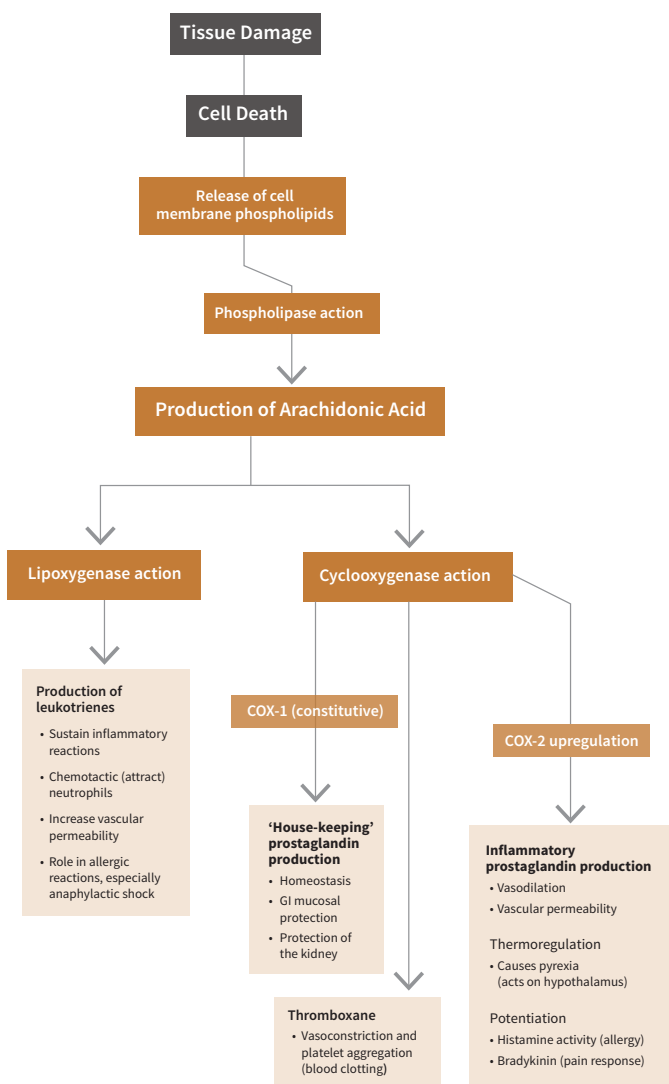 Tissue Damage
Cell Death
Release of cell
membrane phospholipids
Phospholipase action
Production of Arachidonic Acid
Lipoxygenase action
Cyclooxygenase action
Production of
leukotrienes
• Sustain inflammatory
reactions
• Chemotactic (attract)
neutrophils
• Increase vascular
permeability
• Role in allergic
reactions, especially
anaphylactic shock
COX-1 (constitutive)
‘House-keeping’
prostaglandin
production
• Homeostasis
• GI mucosal
protection
• Protection of
the kidney
Thromboxane
• Vasoconstriction and
platelet aggregation
(blood clotting)
COX-2 upregulation
Inflammatory
prostaglandin production
• Vasodilation
• Vascular permeability
Thermoregulation
• Causes pyrexia
(acts on hypothalamus)
Potentiation
• Histamine activity (allergy)
• Bradykinin (pain response)